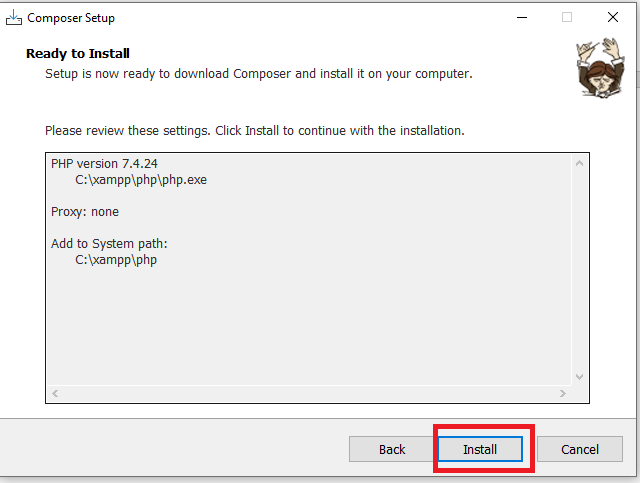 Composer Setup
Ready to Install
Setup is now ready to download Composer and install it on your computer.
Please review these settings. Click Install to continue with the installation.
PHP version 7.4.24
C:\xampp\php\php.exe
Proxy: none
Add to System path:
C:\xampp\php
Back
Install
Cancel